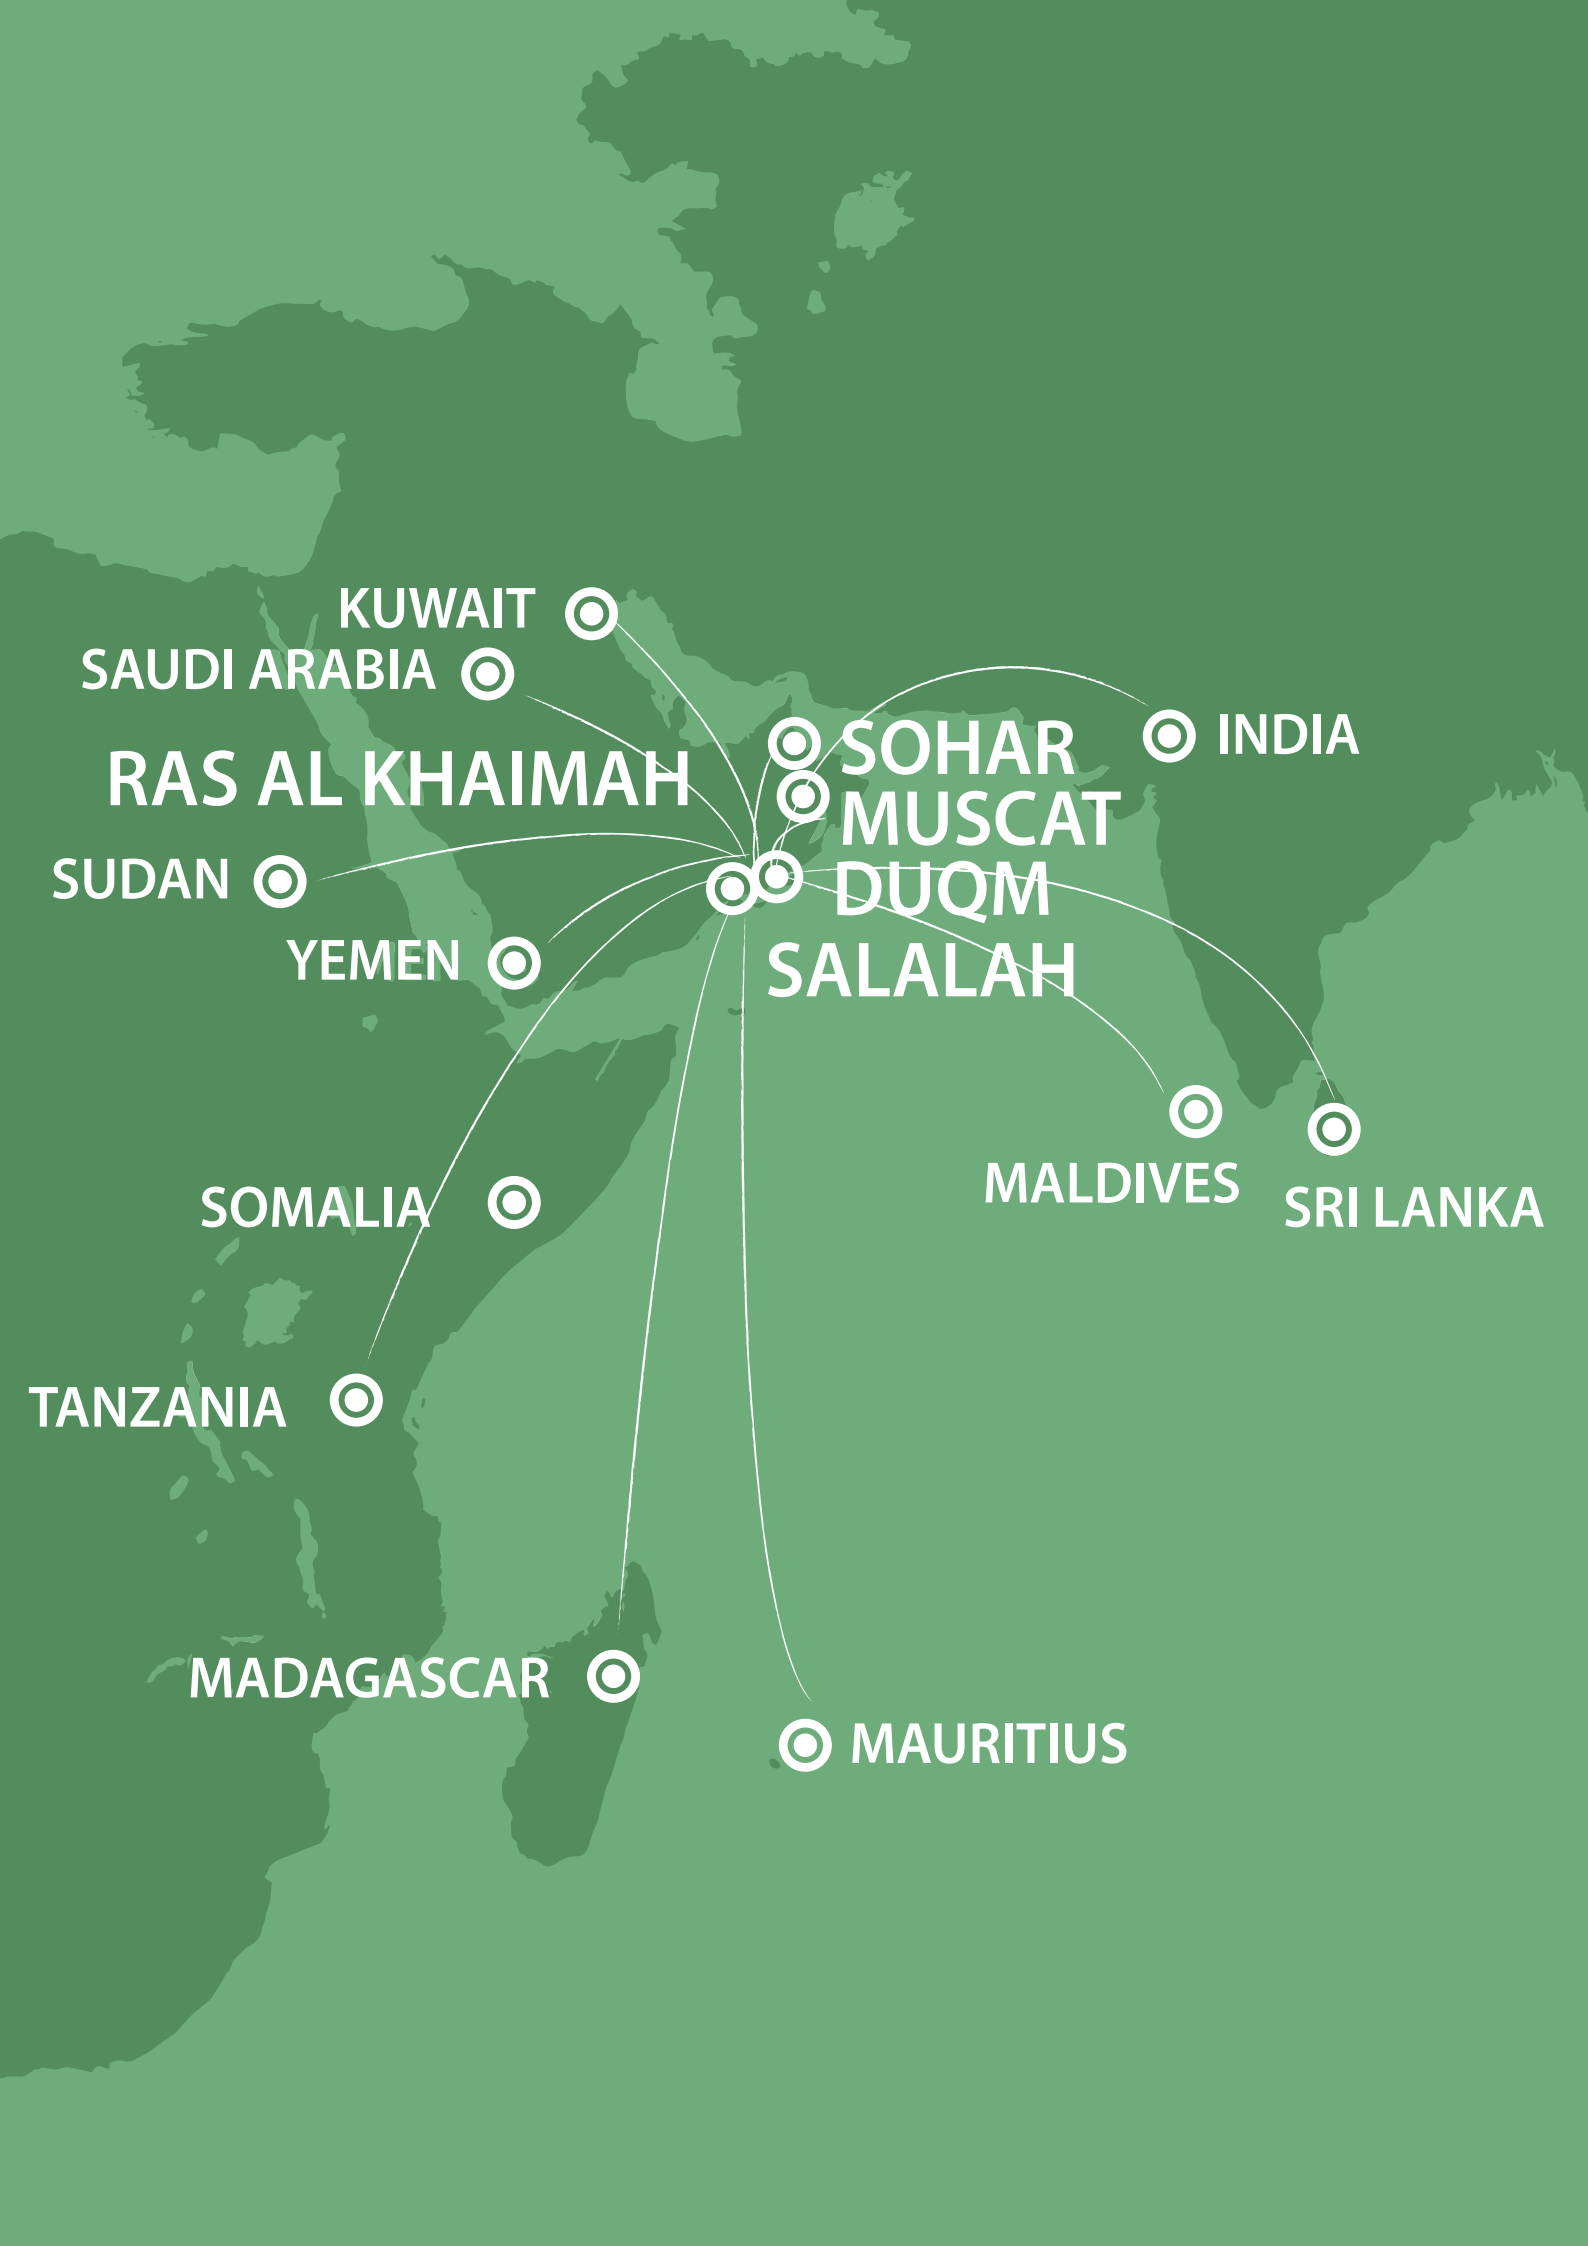 KUWAIT
SAUDI ARABIA
INDIA
SOHAR
RAS AL KHAIMAH
MUSCAT
SUDAN
DUQM
YEMEN
SALALAH
MALDIVES
SRI LANKA
SOMALIA
TANZANIA
MADAGASCAR
MAURITIUS